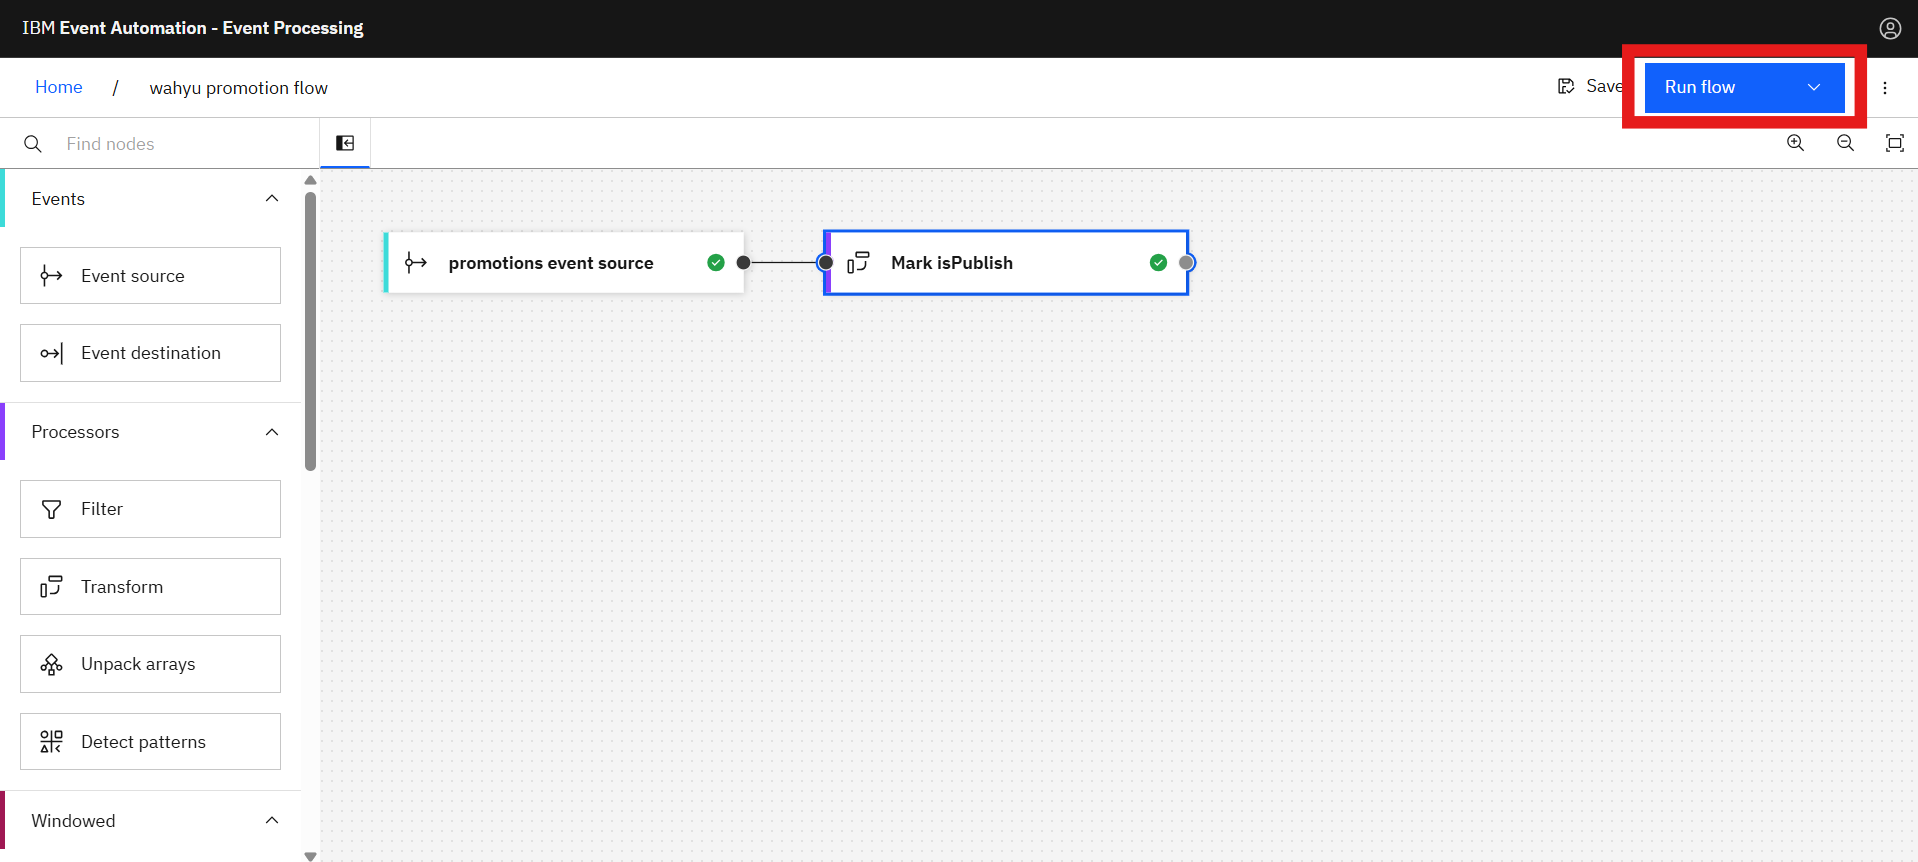 IBM Event Automation - Event Processing
Home / wahyu promotion flow
Save
Run flow
Find nodes
Events
Event source
Event destination
Processors
Filter
Transform
Unpack arrays
Detect patterns
Windowed
promotions event source
Mark isPublish